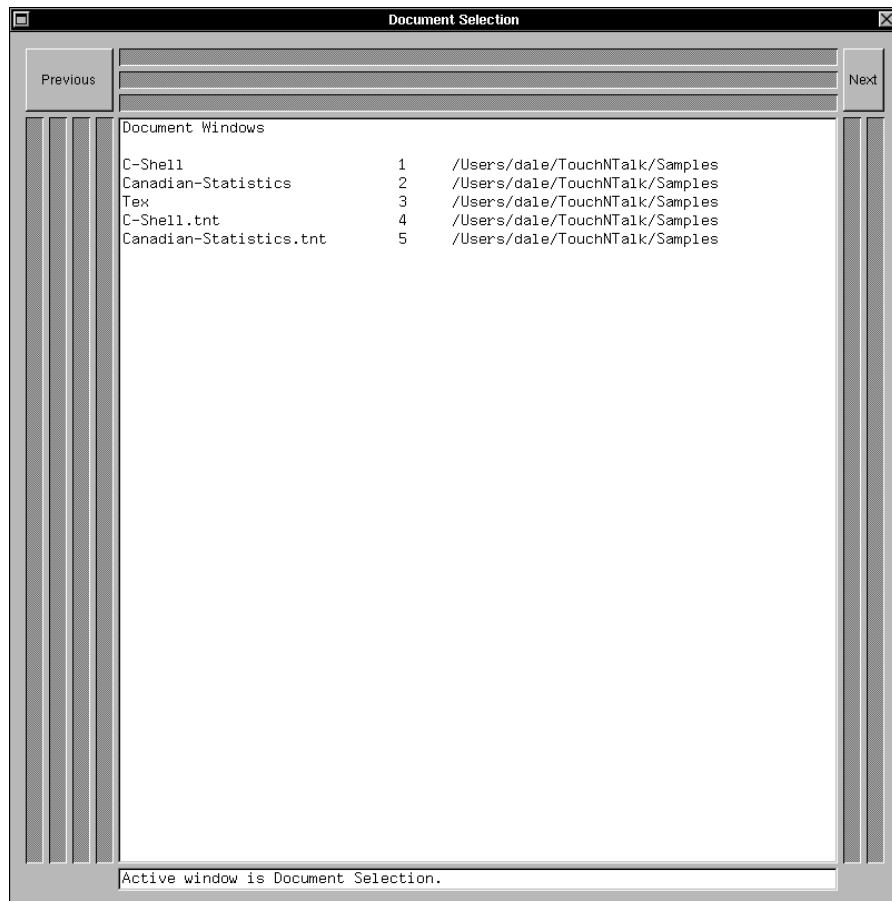 Document Selection
Previous
Next
Document Windows
C-Shell 1 /Users/dale/TouchNTalk/Samples
Canadian-Statistics 2 /Users/dale/TouchNTalk/Samples
Tex 3 /Users/dale/TouchNTalk/Samples
C-Shell.tnt 4 /Users/dale/TouchNTalk/Samples
Canadian-Statistics.tnt 5 /Users/dale/TouchNTalk/Samples
Active window is Document Selection.